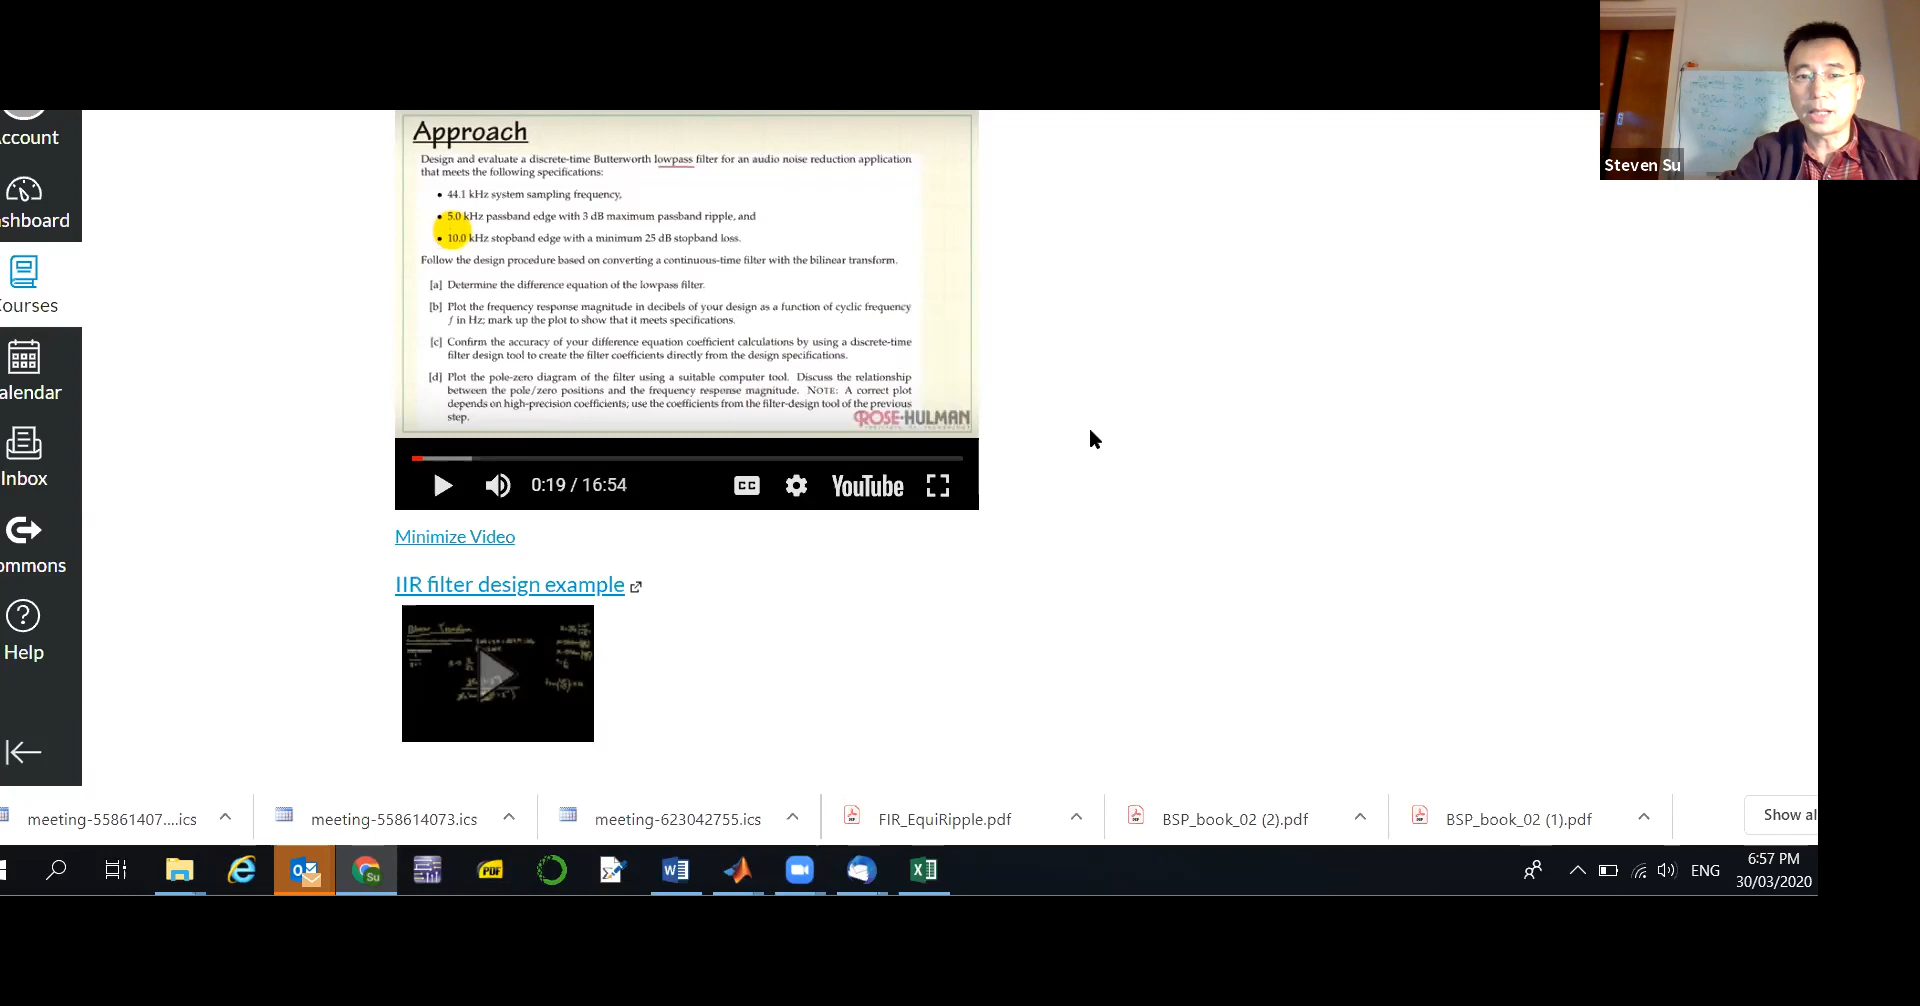 Steven Su
ccount
shboard
Courses
alendar
Inbox
ommons
Help
Approach
Design and evaluate a discrete-time Butterworth lowpass filter for an audio noise reduction application
that meets the following specifications:
• 44.1 kHz system sampling frequency,
• 5.0 kHz passband edge with 3 dB maximum passband ripple, and
• 10.0 kHz stopband edge with a minimum 25 dB stopband loss.
Follow the design procedure based on converting a continuous-time filter with the bilinear transform.
[a] Determine the difference equation of the lowpass filter.
[b] Plot the frequency response magnitude in decibels of your design as a function of cyclic frequency
f in Hz; mark up the plot to show that it meets specifications.
[c] Confirm the accuracy of your difference equation coefficient calculations by using a discrete-time
filter design tool to create the filter coefficients directly from the design specifications.
[d] Plot the pole-zero diagram of the filter using a suitable computer tool. Discuss the relationship
between the pole/zero positions and the frequency response magnitude. NOTE: A correct plot
depends on high-precision coefficients; use the coefficients from the filter-design tool of the previous
step.
ROSE-HULMAN
0:19 / 16:54
CC
YouTube
Minimize Video
IIR filter design example
meeting-55861407....ics
meeting-558614073.ics
meeting-623042755.ics
FIR_EquiRipple.pdf
BSP_book_02 (2).pdf
BSP_book_02 (1).pdf
Show al
Su
PDF
ENG
6:57 PM
30/03/2020